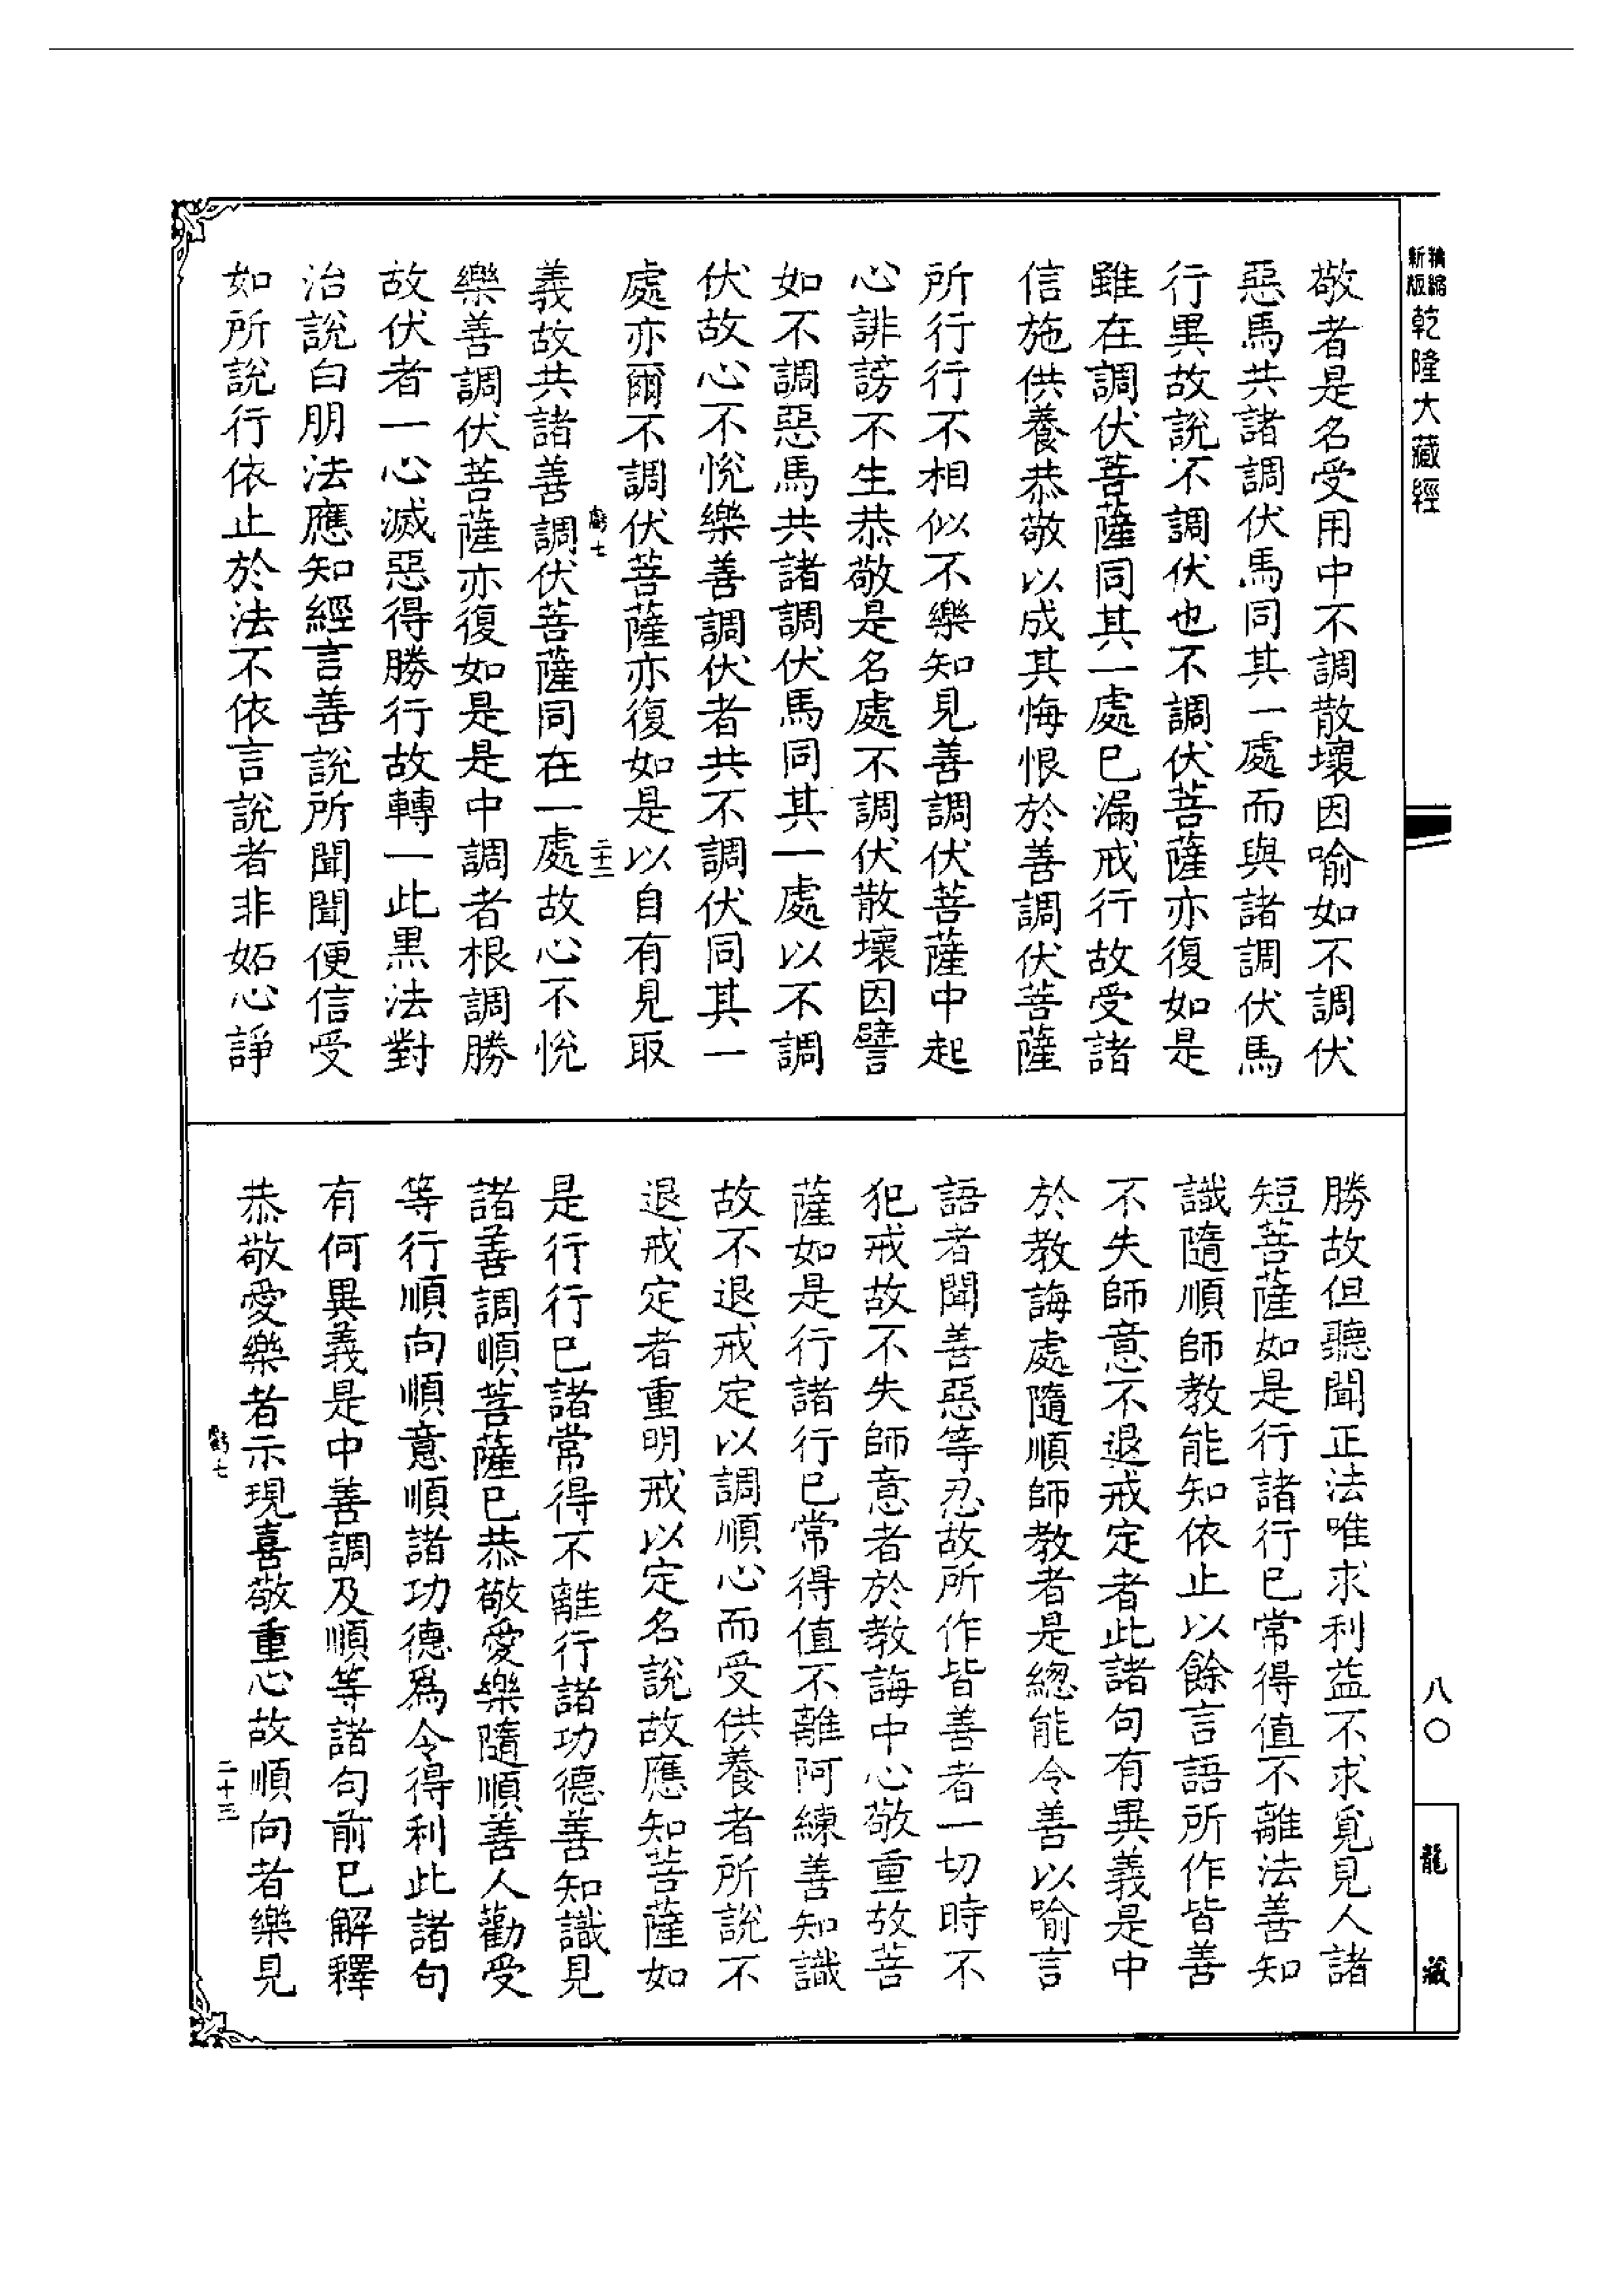 精縮新版乾隆大藏經
敬者是名受用中不調散壞因喻如不調伏
惡馬共諸調伏馬同其一處而與諸調伏馬
行異故說不調伏也不調伏菩薩亦復如是
雖在調伏菩薩同其一處已漏戒行故受諸
信施供養恭敬以成其悔恨於善調伏菩薩
所行行不相似不樂知見善調伏菩薩中起
心誹謗不生恭敬是名處不調伏散壞因譬
如不調惡馬共諸調伏馬同其一處以不調
伏故心不悅樂善調伏者共不調伏同其一
處亦爾不調伏菩薩亦復如是以自有見取
虧七
二十二
義故共諸善調伏菩薩同在一處故心不悅
樂善調伏菩薩亦復如是是中調者根調勝
故伏者一心滅惡得勝行故轉一此黑法對
治說白朋法應知經言善說所聞聞便信受
如所說行依止於法不依言說者非妬心諍
勝故但聽聞正法唯求利益不求覓見人諸
短菩薩如是行諸行已常得值不離法善知
識隨順師教能知依止以餘言語所作皆善
不失師意不退戒定者此諸句有異義是中
於教誨處隨順師教者是總能令善以喻言
語者聞善惡等忍故所作皆善者一切時不
犯戒故不失師意者於教誨中心敬重故菩
薩如是行諸行已常得值不離阿練善知識
故不退戒定以調順心而受供養者所說不
退戒定者重明戒以定名說故應知菩薩如
是行行已諸常得不離行諸功德善知識見
諸善調順菩薩已恭敬愛樂隨順善人勸受
等行順向順意順諸功德爲令得利此諸句
有何異義是中善調及順等諸句前已解釋
恭敬愛樂者示現喜敬重心故順向者樂見
虧七
二十三
八〇
龍藏